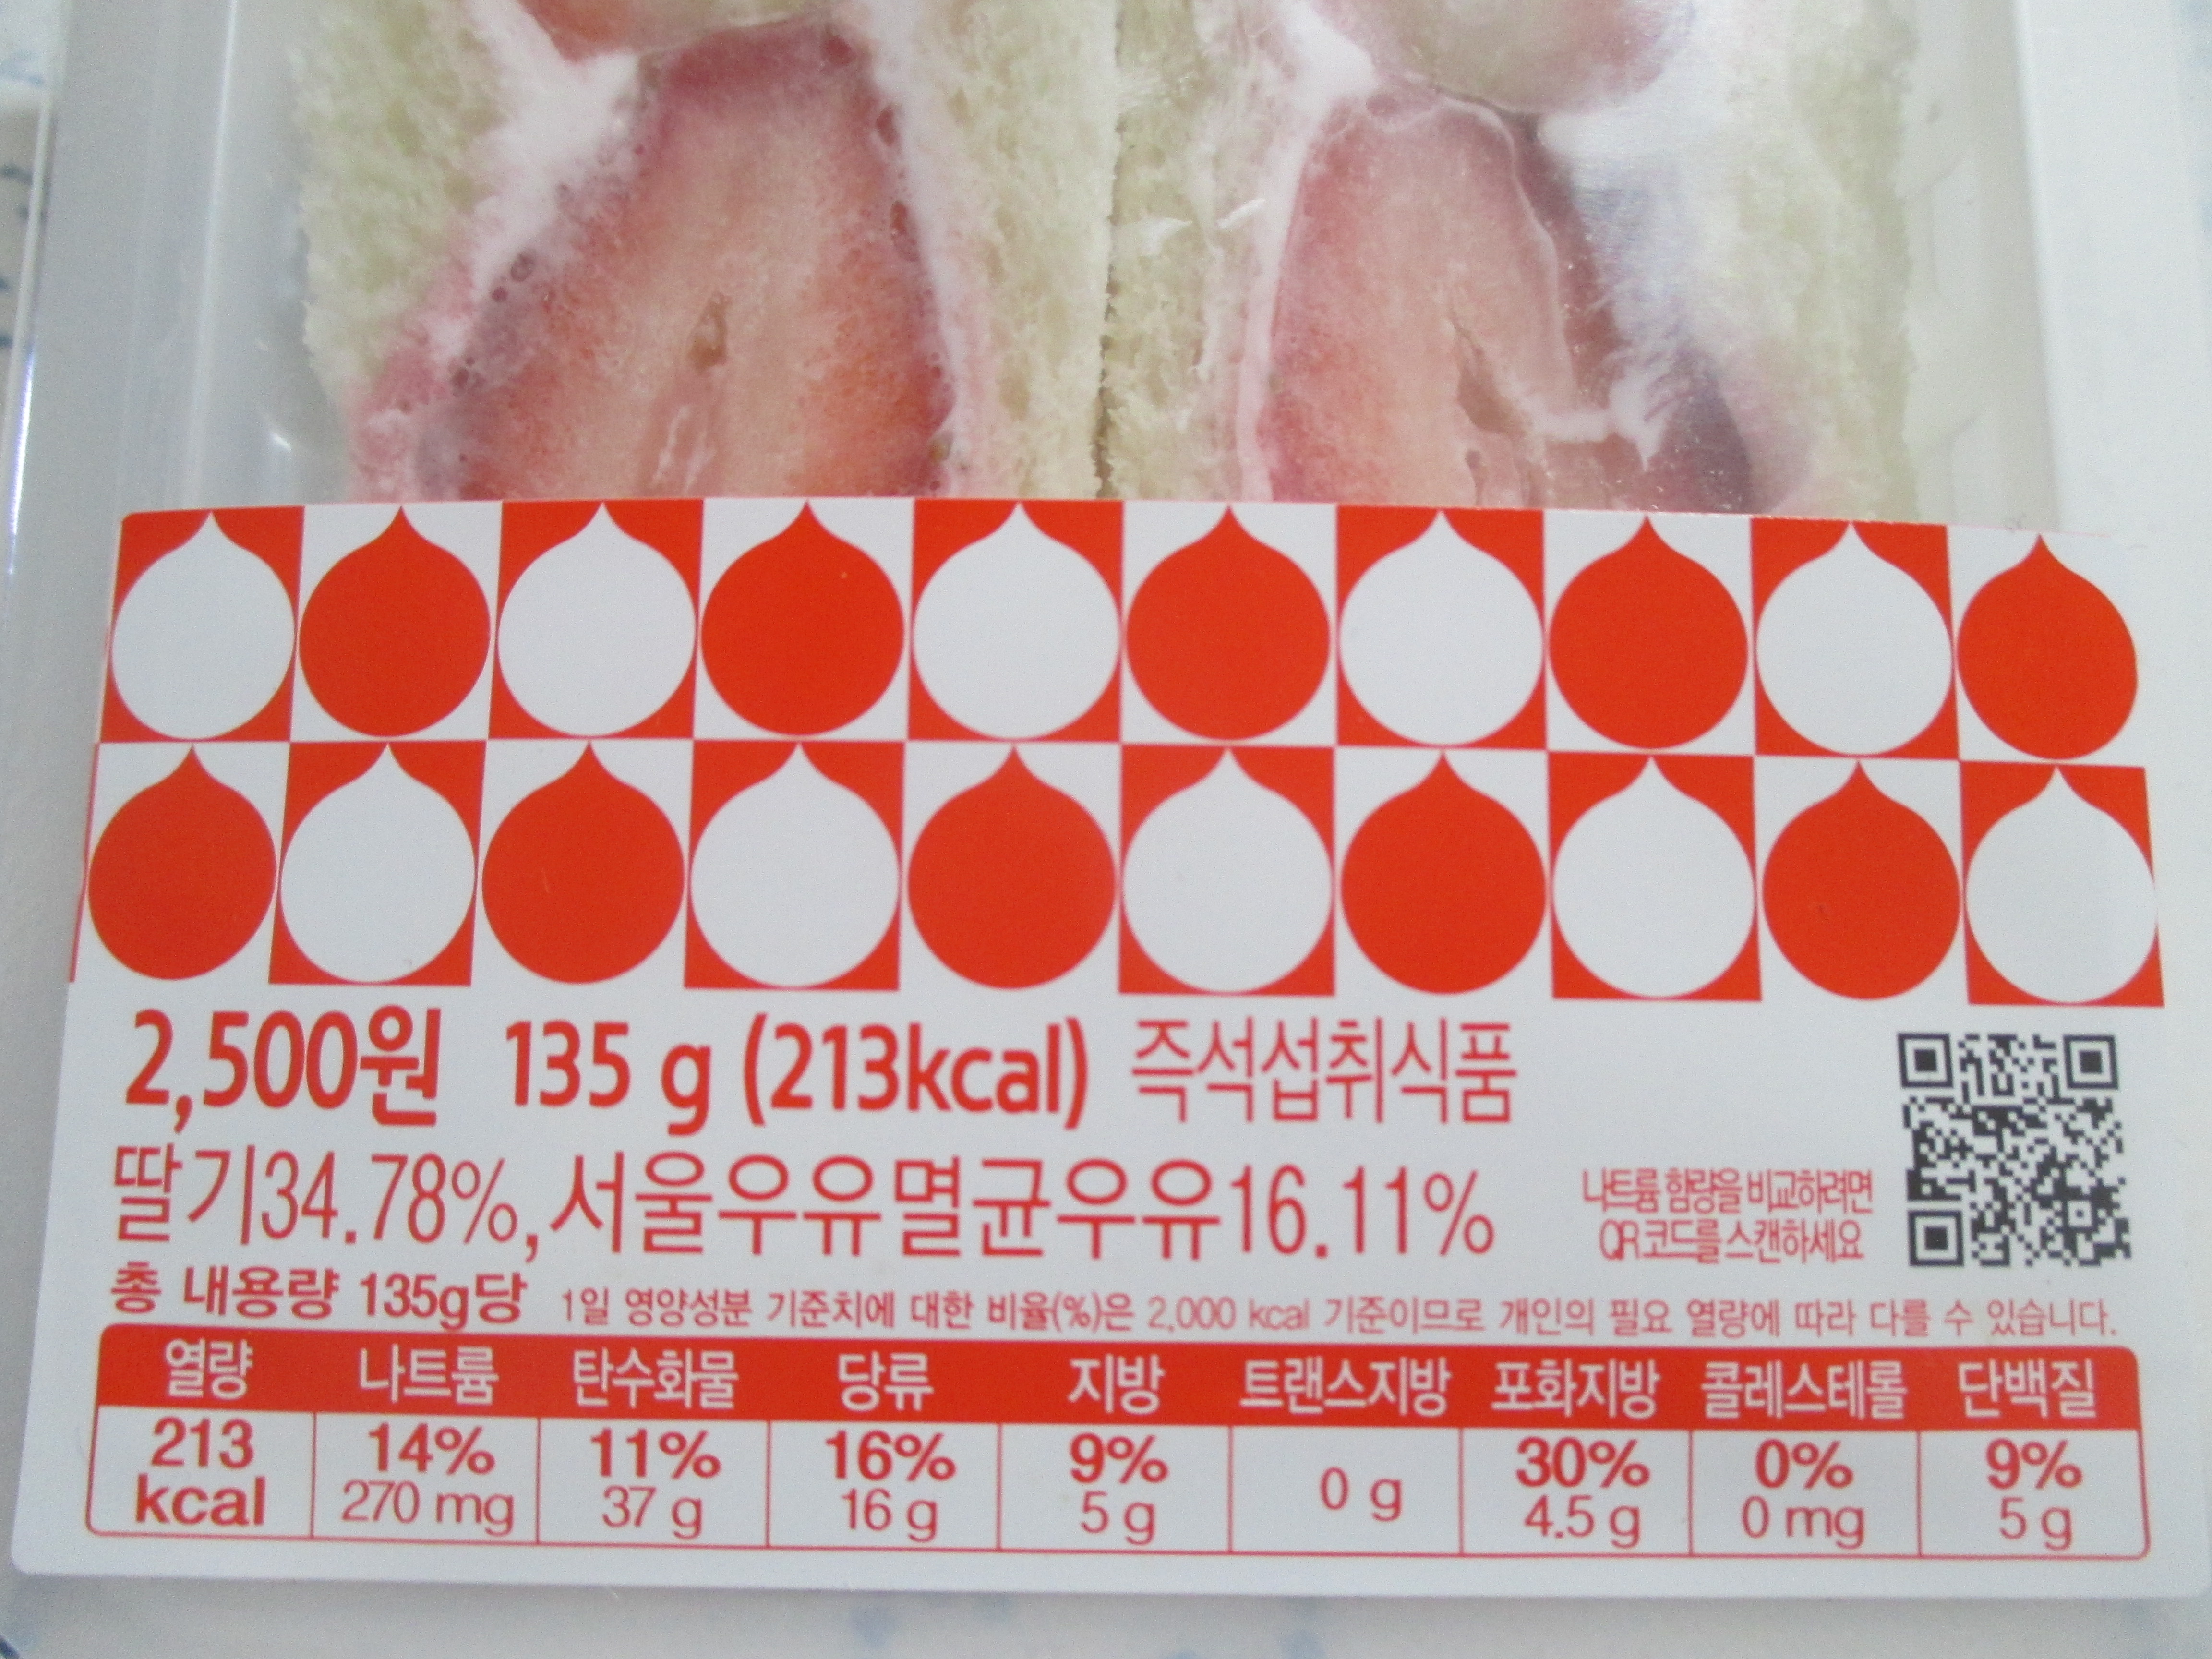 2,500원 135 g (213kcal) 즉석섭취식품
딸기34.78%,서울우유멸균우유16.11%
나트륨 함량을 비교하려면
QR코드를 스캔하세요
총 내용량 135g당 1일 영양성분 기준치에 대한 비율(%)은 2,000 kcal 기준이므로 개인의 필요 열량에 따라 다를 수 있습니다.
열량 나트륨 탄수화물 당류 지방 트랜스지방 포화지방 콜레스테롤 단백질
213 14% 11% 16% 9% 0 g 30% 0% 9%
kcal 270 mg 37 g 16 g 5 g 4.5 g 0 mg 5 g